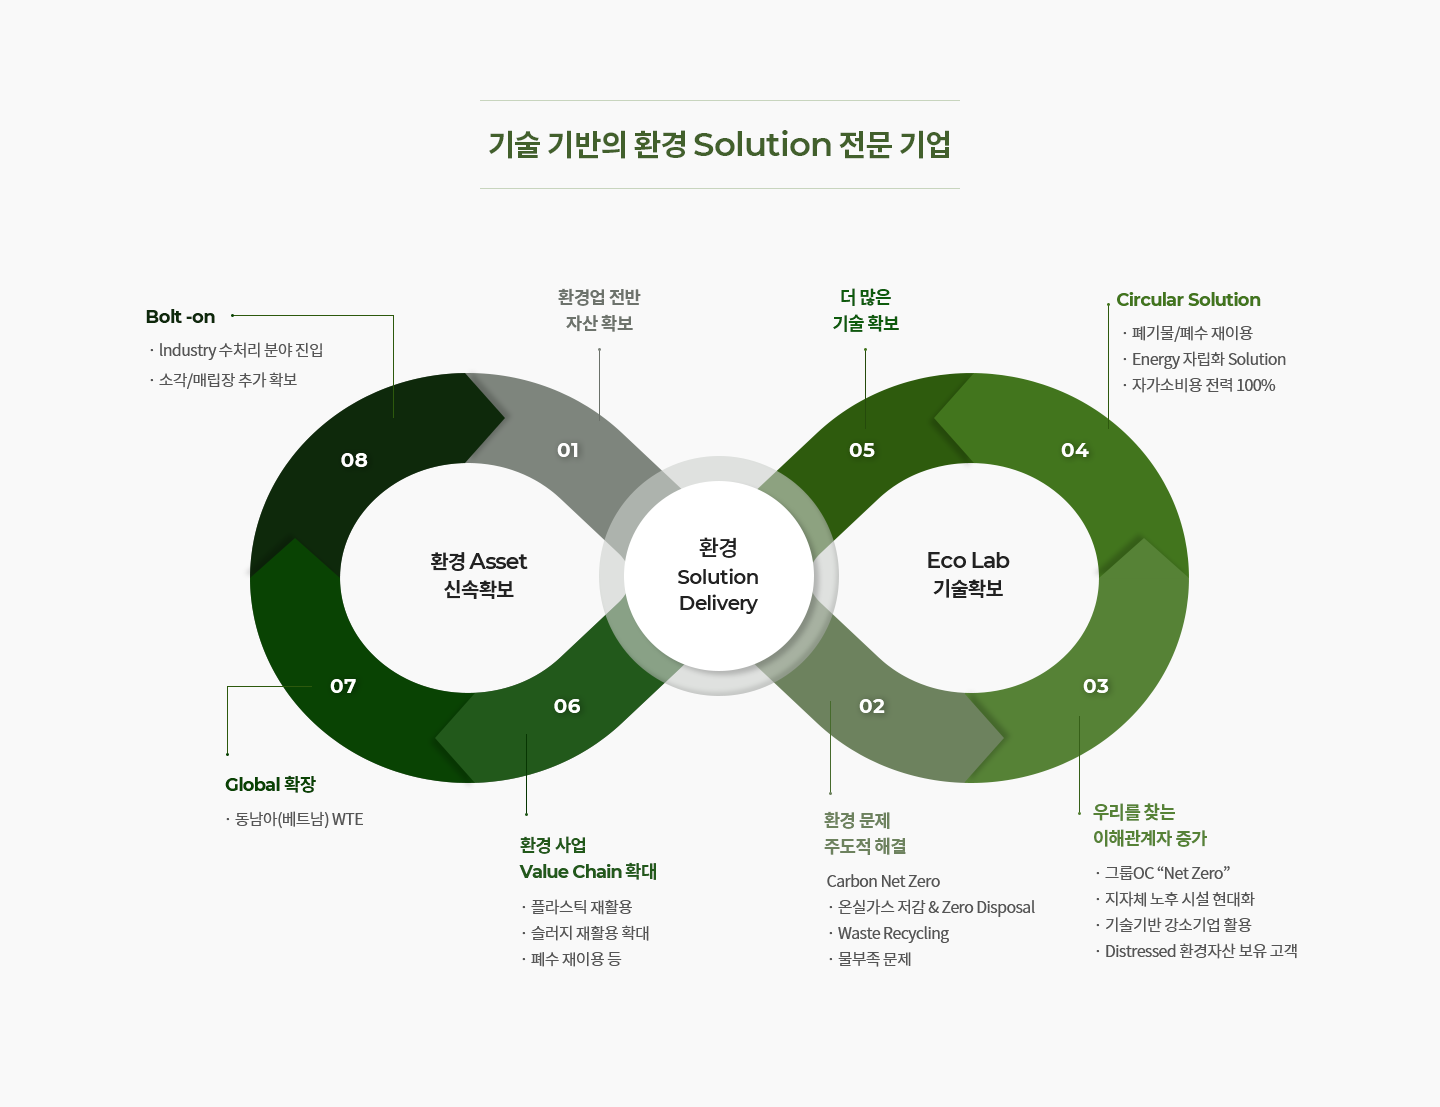 기술 기반의 환경 Solution 전문 기업
Bolt -on
· Industry 수처리 분야 진입
· 소각/매립장 추가 확보
환경업 전반
자산 확보
더 많은
기술 확보
Circular Solution
· 폐기물/폐수 재이용
· Energy 자립화 Solution
· 자가소비용 전력 100%
08
01
05
04
환경 Asset
신속확보
환경
Solution
Delivery
Eco Lab
기술확보
07
06
02
03
Global 확장
· 동남아(베트남) WTE
환경 사업
Value Chain 확대
· 플라스틱 재활용
· 슬러지 재활용 확대
· 폐수 재이용 등
환경 문제
주도적 해결
Carbon Net Zero
· 온실가스 저감 & Zero Disposal
· Waste Recycling
· 물부족 문제
우리를 찾는
이해관계자 증가
· 그룹OC “Net Zero”
· 지자체 노후 시설 현대화
· 기술기반 강소기업 활용
· Distressed 환경자산 보유 고객